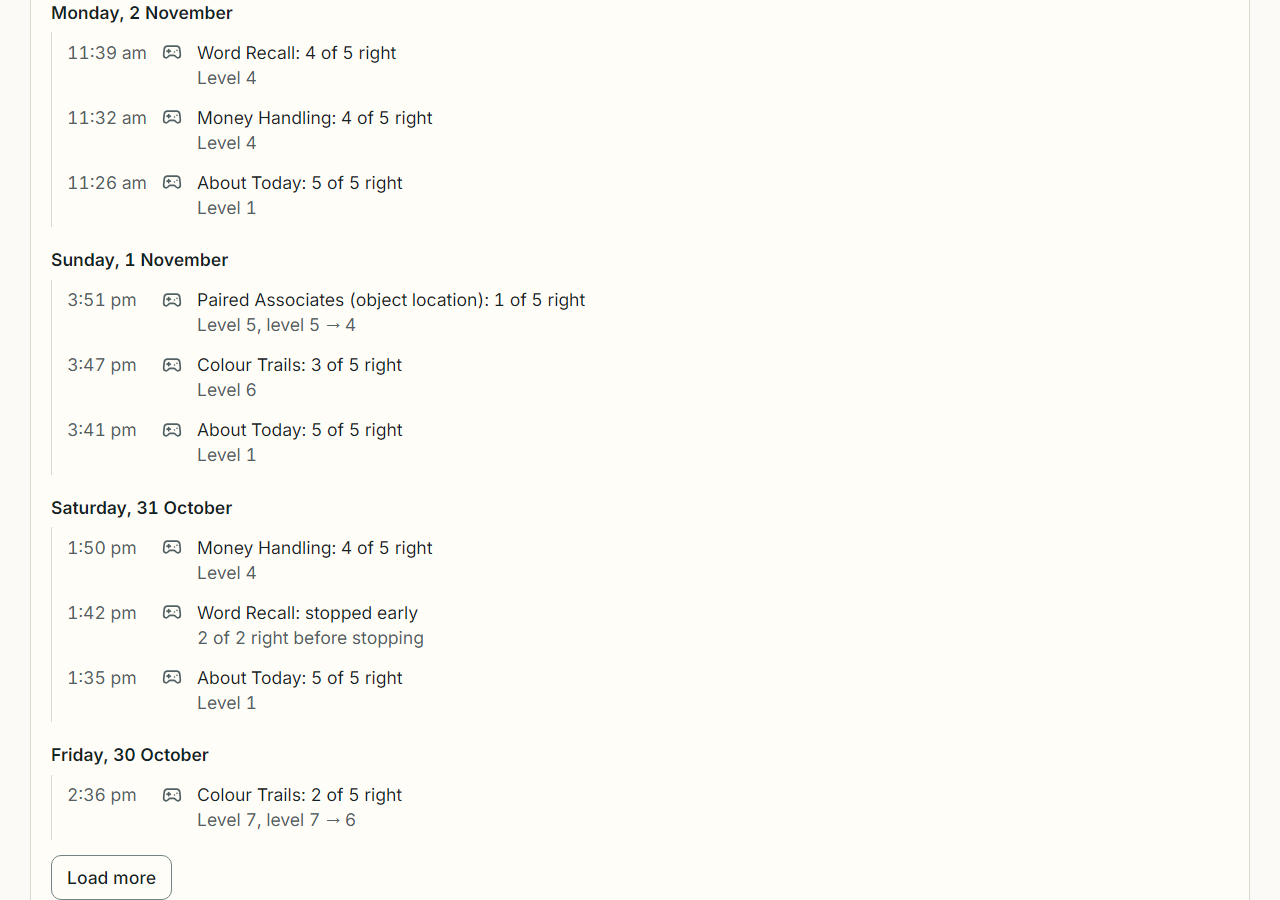 Monday, 2 November
11:39 am Word Recall: 4 of 5 right
Level 4
11:32 am Money Handling: 4 of 5 right
Level 4
11:26 am About Today: 5 of 5 right
Level 1
Sunday, 1 November
3:51 pm Paired Associates (object location): 1 of 5 right
Level 5, level 5 → 4
3:47 pm Colour Trails: 3 of 5 right
Level 6
3:41 pm About Today: 5 of 5 right
Level 1
Saturday, 31 October
1:50 pm Money Handling: 4 of 5 right
Level 4
1:42 pm Word Recall: stopped early
2 of 2 right before stopping
1:35 pm About Today: 5 of 5 right
Level 1
Friday, 30 October
2:36 pm Colour Trails: 2 of 5 right
Level 7, level 7 → 6
Load more